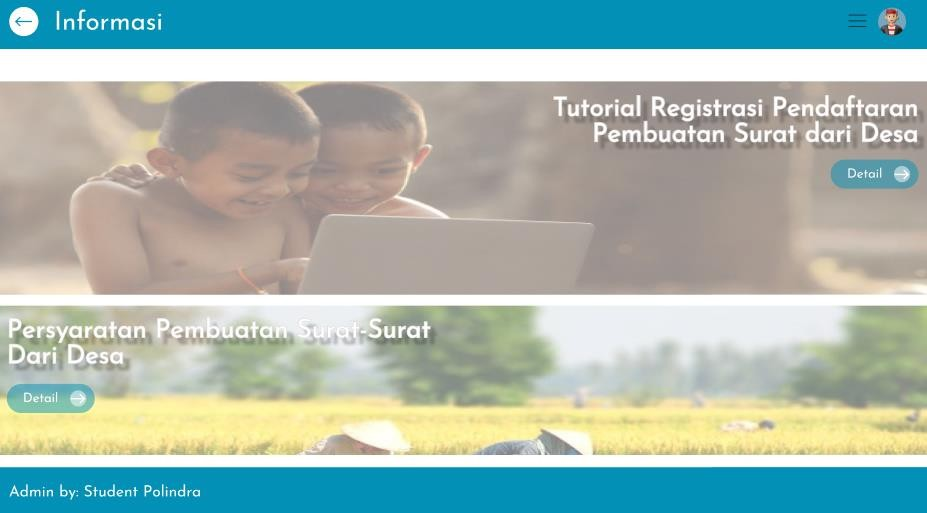 Informasi
Tutorial Registrasi Pendaftaran
Pembuatan Surat dari Desa
Detail
Persyaratan Pembuatan Surat-Surat
Dari Desa
Detail
Admin by: Student Polindra